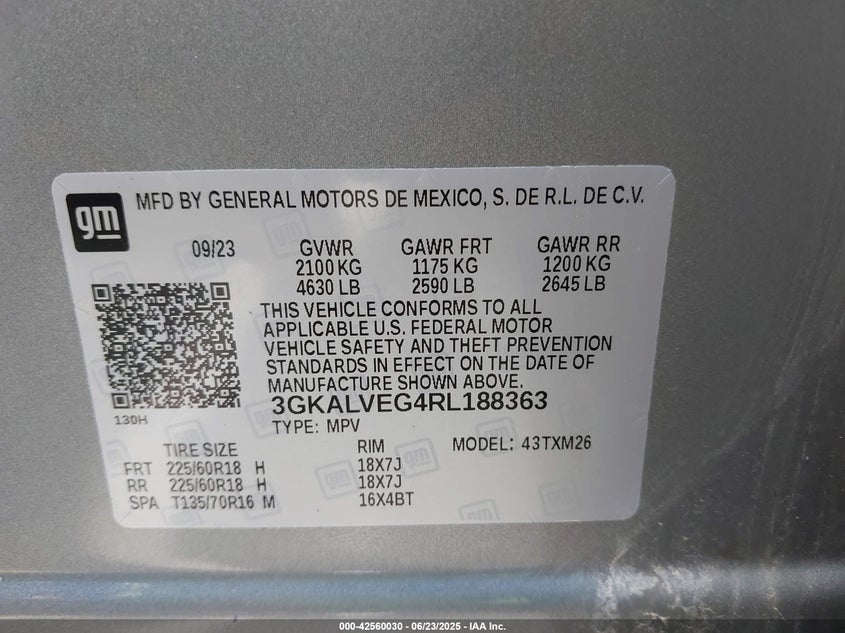 gm
MFD BY GENERAL MOTORS DE MEXICO, S. DE R.L. DE C.V.
09/23 GVWR GAWR FRT GAWR RR
2100 KG 1175 KG 1200 KG
4630 LB 2590 LB 2645 LB
THIS VEHICLE CONFORMS TO ALL
APPLICABLE U.S. FEDERAL MOTOR
VEHICLE SAFETY AND THEFT PREVENTION
STANDARDS IN EFFECT ON THE DATE OF
MANUFACTURE SHOWN ABOVE.
3GKALVEG4RL188363
130H
TYPE: MPV
TIRE SIZE RIM MODEL: 43TXM26
FRT 225/60R18 H 18X7J
RR 225/60R18 H 18X7J
SPA T135/70R16 M 16X4BT
000-42560030 - 06/23/2025 - IAA Inc.